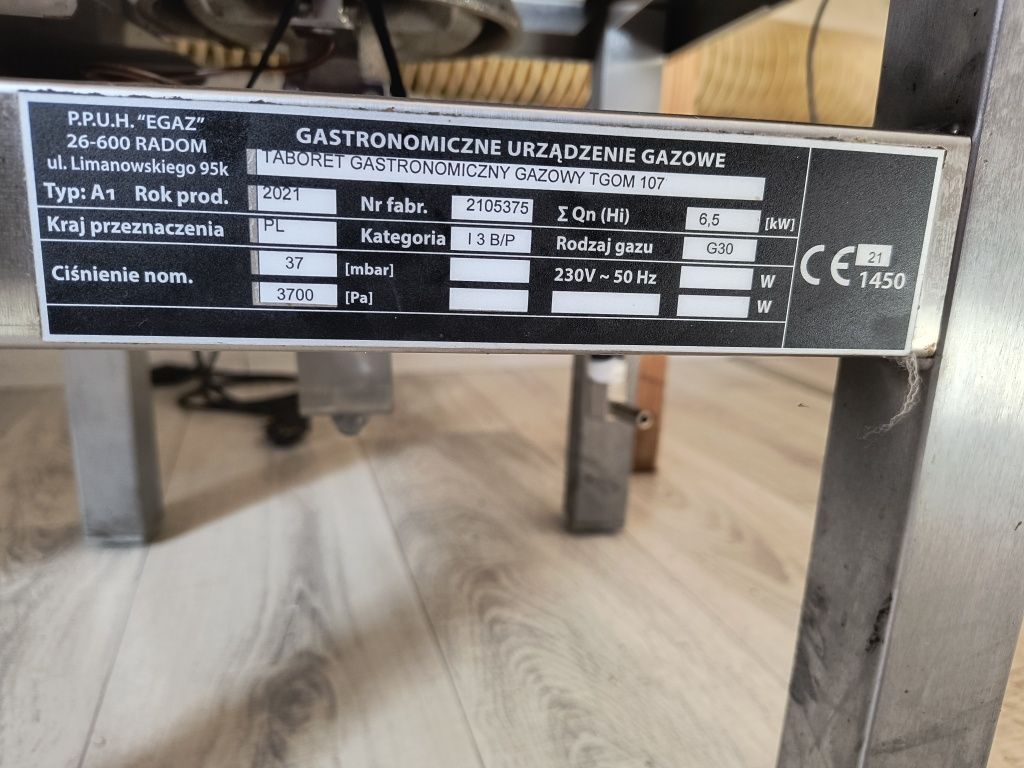 P.P.U.H. "EGAZ"
26-600 RADOM
ul. Limanowskiego 95k
GASTRONOMICZNE URZĄDZENIE GAZOWE
TABORET GASTRONOMICZNY GAZOWY TGOM 107
Typ: A1 Rok prod. 2021 Nr fabr. 2105375 Σ Qn (Hi) 6,5 [kW]
Kraj przeznaczenia PL Kategoria I 3 B/P Rodzaj gazu G30
Ciśnienie nom. 37 [mbar] 230V ~ 50 Hz W
3700 [Pa] W
CE 21
1450